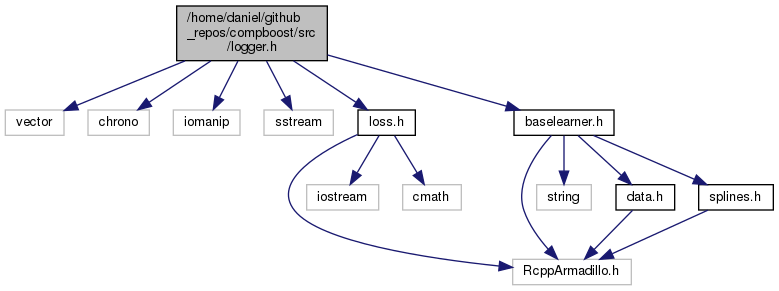 /home/daniel/github
_repos/compboost/src
/logger.h
vector
chrono
iomanip
sstream
loss.h
baselearner.h
iostream
cmath
string
data.h
splines.h
RcppArmadillo.h